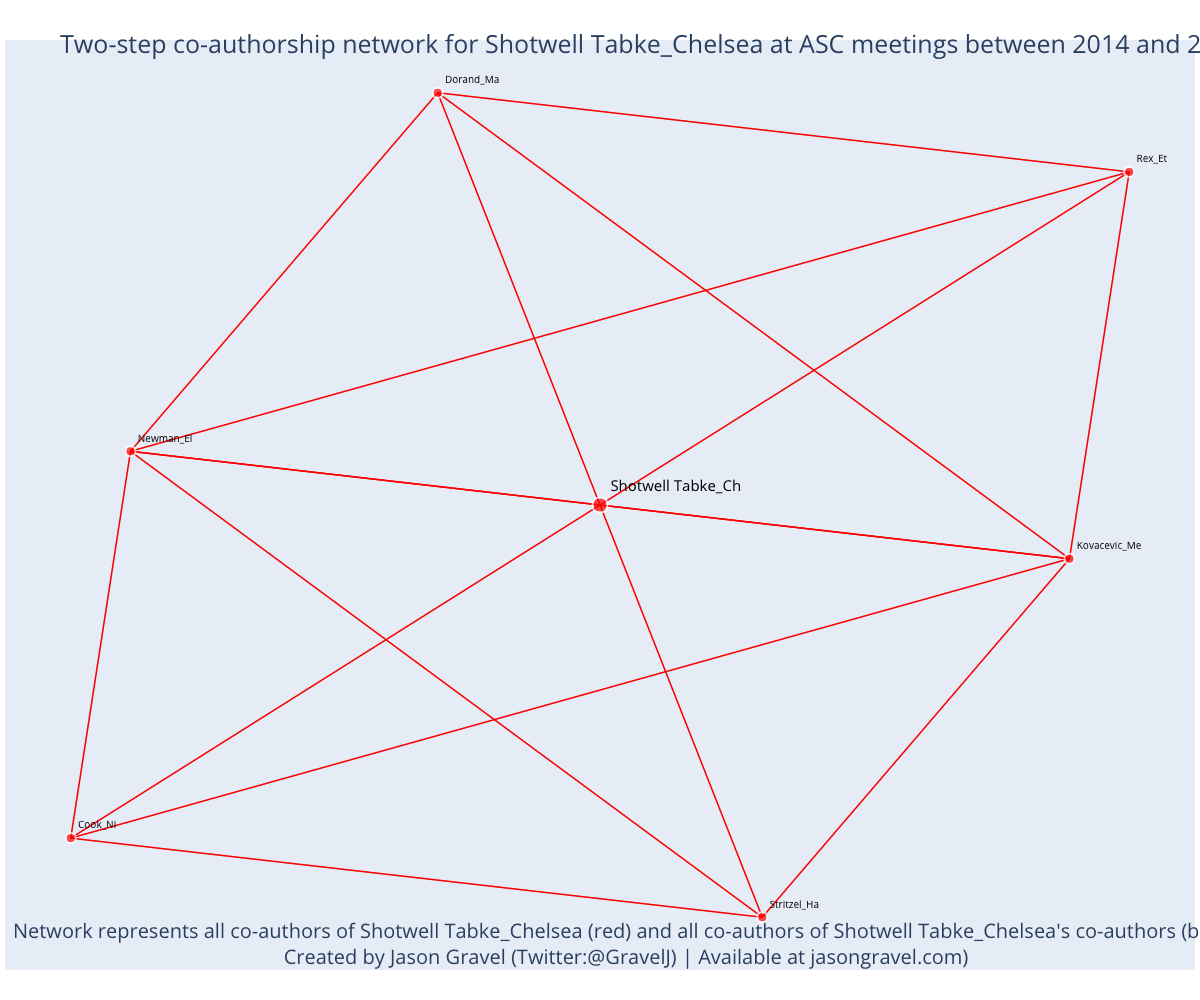 Two-step co-authorship network for Shotwell Tabke_Chelsea at ASC meetings between 2014 and 2
Dorand_Ma
Rex_Et
Newman_El
Shotwell Tabke_Ch
Kovacevic_Me
Cook_Ni
Stritzel_Ha
Network represents all co-authors of Shotwell Tabke_Chelsea (red) and all co-authors of Shotwell Tabke_Chelsea's co-authors (b
Created by Jason Gravel (Twitter:@GravelJ) | Available at jasongravel.com)